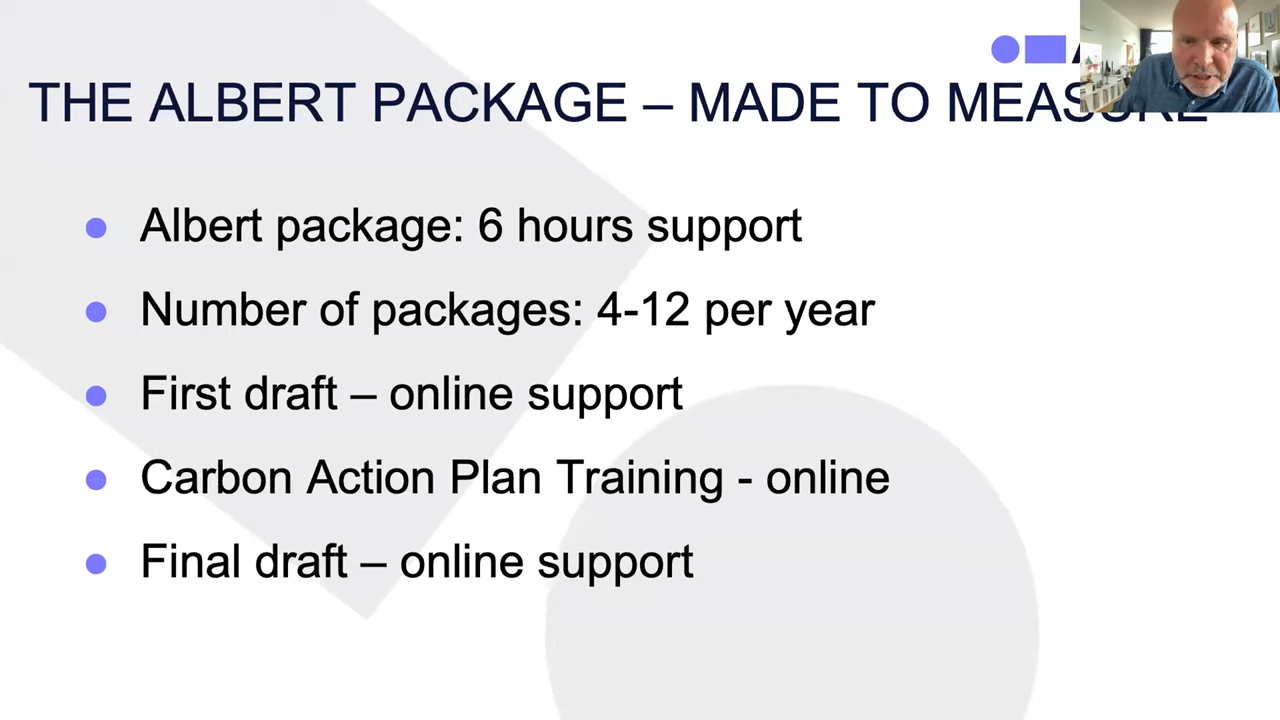 THE ALBERT PACKAGE – MADE TO MEASURE
Albert package: 6 hours support
Number of packages: 4-12 per year
First draft – online support
Carbon Action Plan Training - online
Final draft – online support